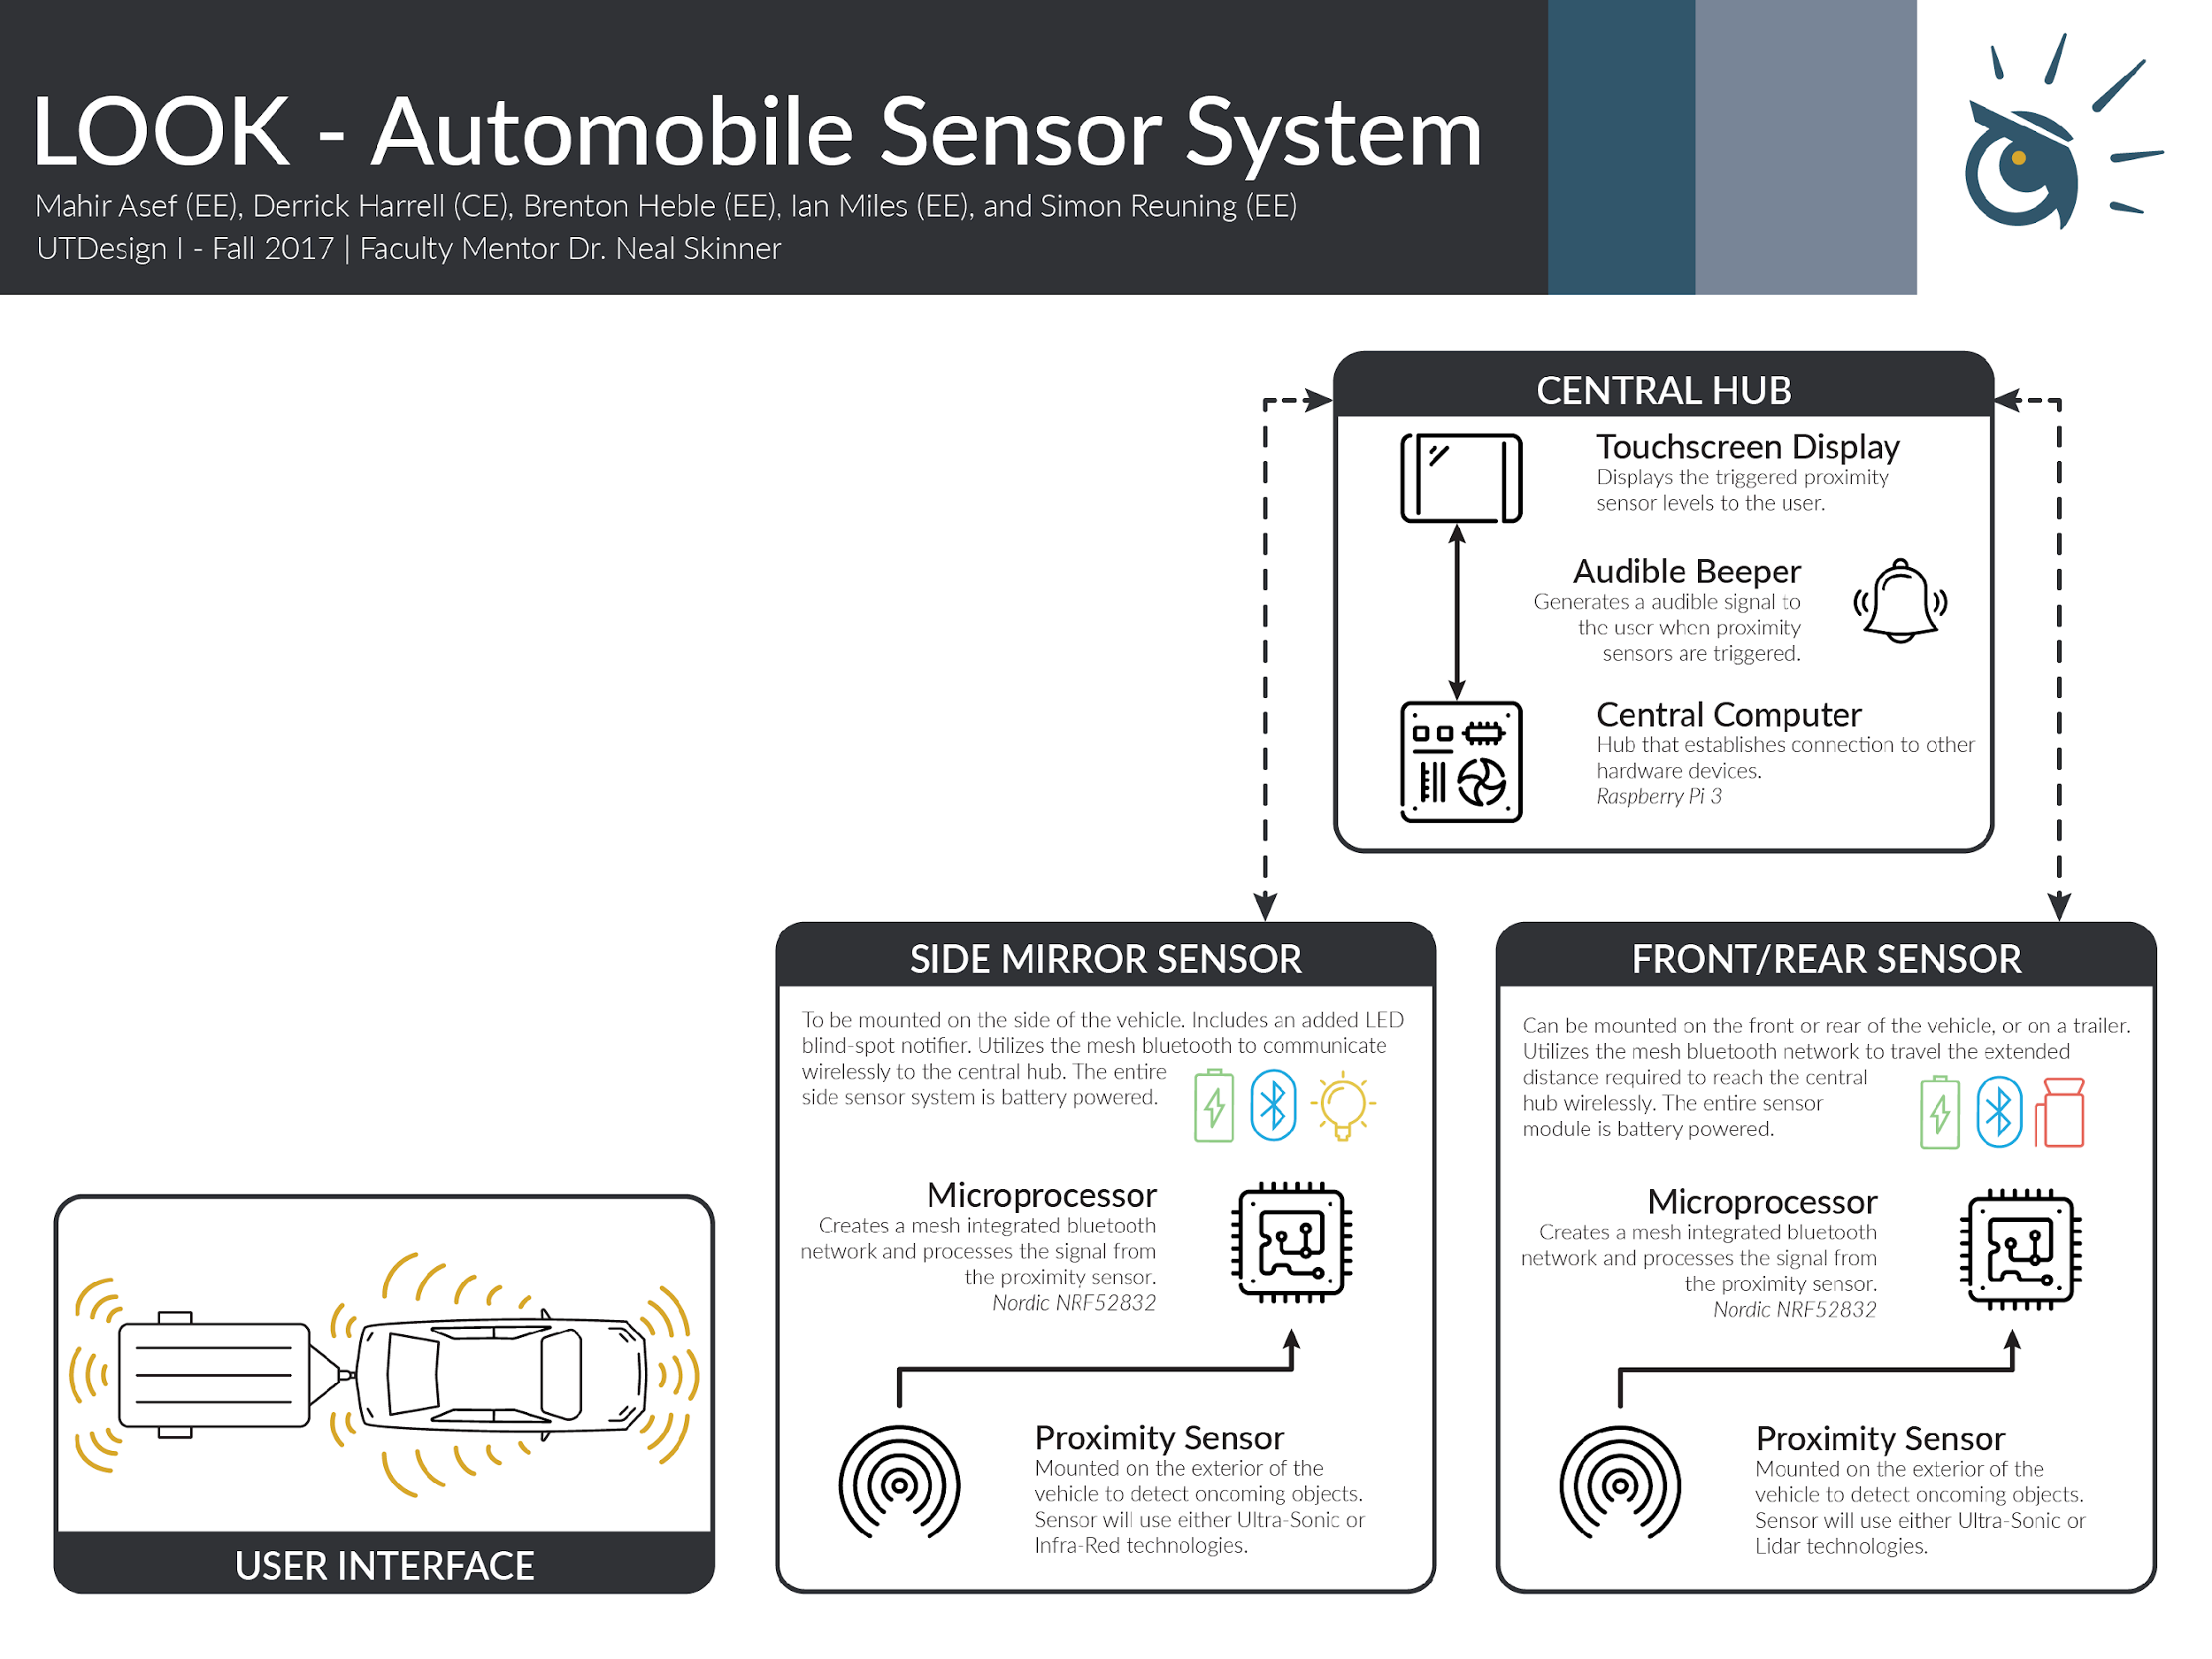 LOOK - Automobile Sensor System
Mahir Asef (EE), Derrick Harrell (CE), Brenton Heble (EE), Ian Miles (EE), and Simon Reuning (EE)
UTDesign I - Fall 2017 | Faculty Mentor Dr. Neal Skinner
CENTRAL HUB
Touchscreen Display
Displays the triggered proximity
sensor levels to the user.
Audible Beeper
Generates a audible signal to
the user when proximity
sensors are triggered.
Central Computer
Hub that establishes connection to other
hardware devices.
Raspberry Pi 3
SIDE MIRROR SENSOR
To be mounted on the side of the vehicle. Includes an added LED
blind-spot notifier. Utilizes the mesh bluetooth to communicate
wirelessly to the central hub. The entire
side sensor system is battery powered.
Microprocessor
Creates a mesh integrated bluetooth
network and processes the signal from
the proximity sensor.
Nordic NRF52832
Proximity Sensor
Mounted on the exterior of the
vehicle to detect oncoming objects.
Sensor will use either Ultra-Sonic or
Infra-Red technologies.
FRONT/REAR SENSOR
Can be mounted on the front or rear of the vehicle, or on a trailer.
Utilizes the mesh bluetooth network to travel the extended
distance required to reach the central
hub wirelessly. The entire sensor
module is battery powered.
Microprocessor
Creates a mesh integrated bluetooth
network and processes the signal from
the proximity sensor.
Nordic NRF52832
Proximity Sensor
Mounted on the exterior of the
vehicle to detect oncoming objects.
Sensor will use either Ultra-Sonic or
Lidar technologies.
USER INTERFACE